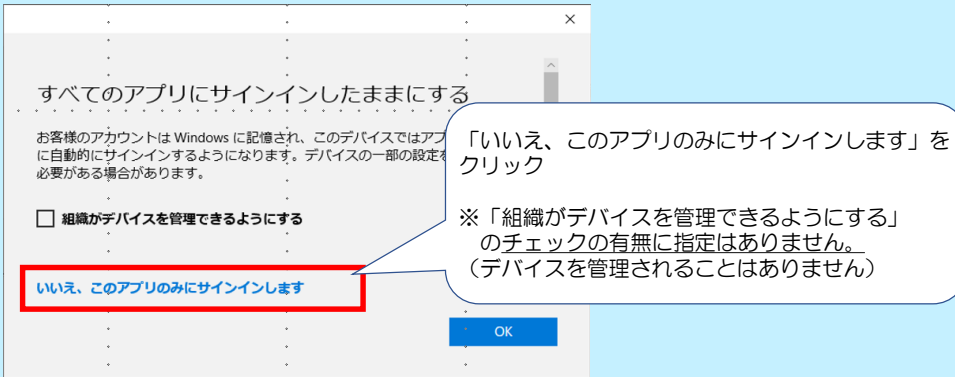 すべてのアプリにサインインしたままにする
お客様のアカウントは Windows に記憶され、このデバイスではアプ
に自動的にサインインするようになります。デバイスの一部の設定を
必要がある場合があります。
組織がデバイスを管理できるようにする
いいえ、このアプリのみにサインインします
OK
「いいえ、このアプリのみにサインインします」を
クリック
※「組織がデバイスを管理できるようにする」
のチェックの有無に指定はありません。
（デバイスを管理されることはありません）